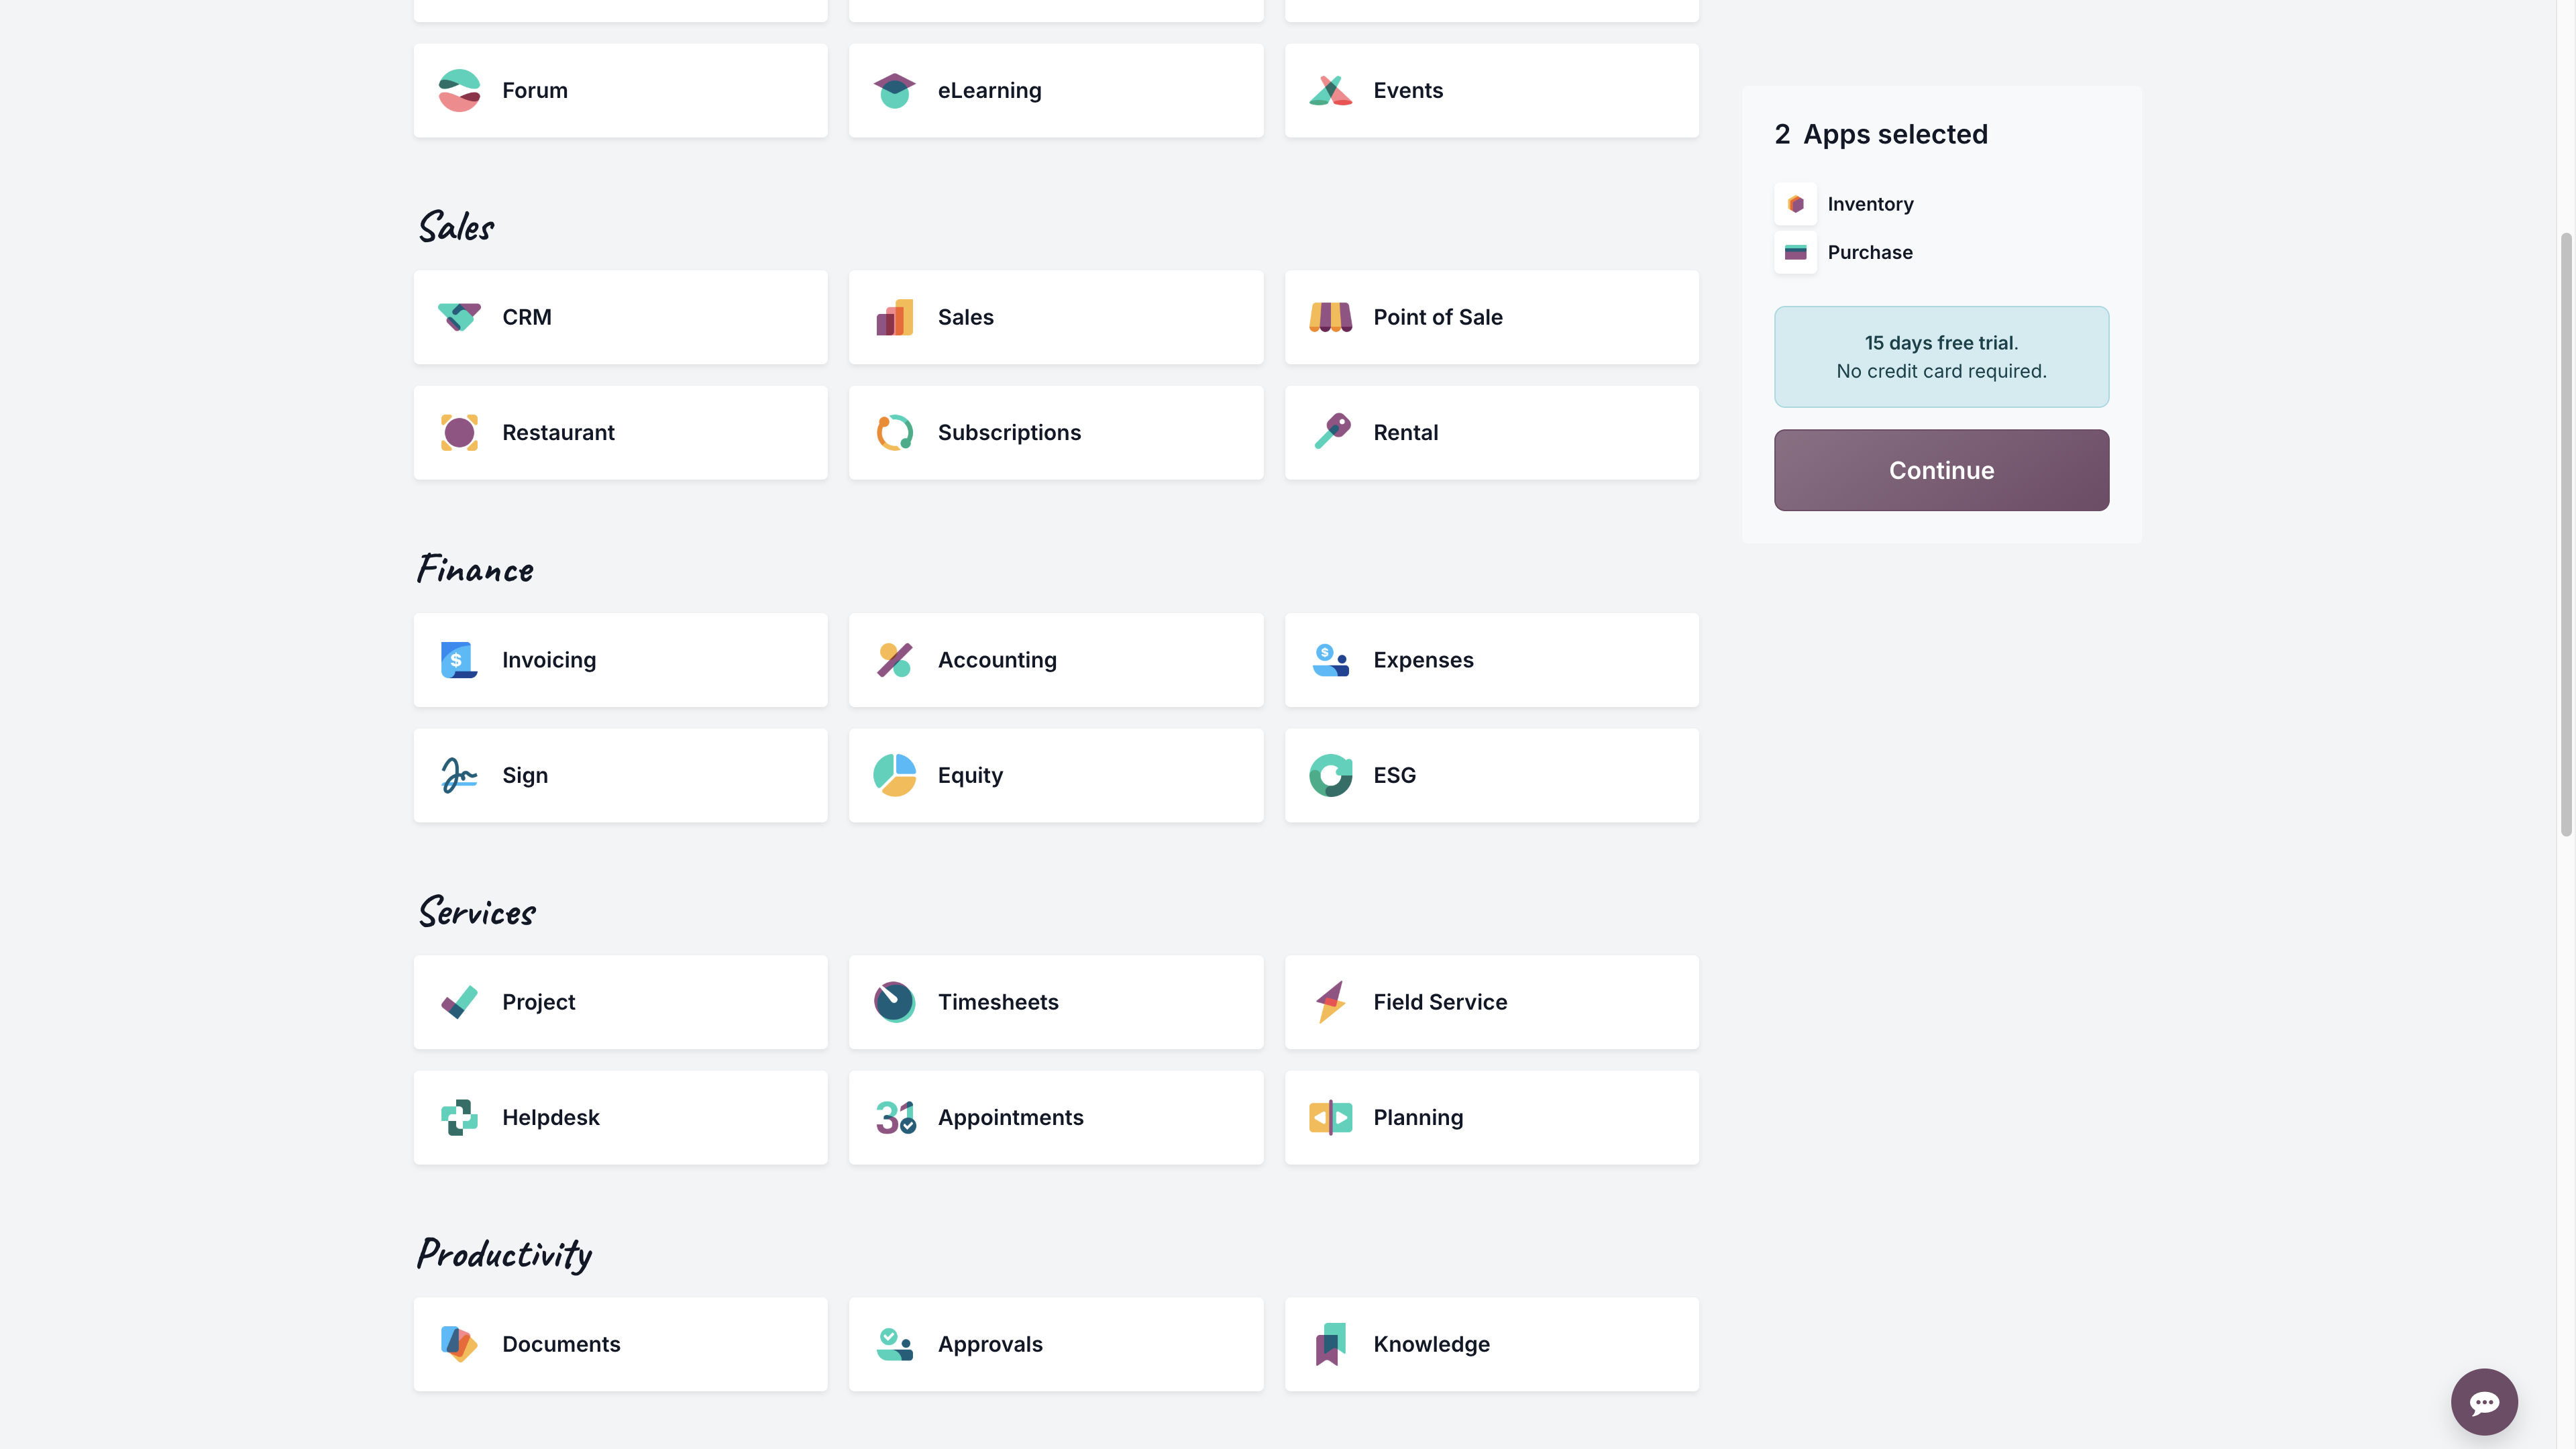 Forum
eLearning
Events
Sales
CRM
Sales
Point of Sale
Restaurant
Subscriptions
Rental
Finance
$
Invoicing
Accounting
$
Expenses
Sign
Equity
ESG
Services
Project
Timesheets
Field Service
Helpdesk
31
Appointments
Planning
Productivity
Documents
Approvals
Knowledge
2 Apps selected
Inventory
Purchase
15 days free trial.
No credit card required.
Continue